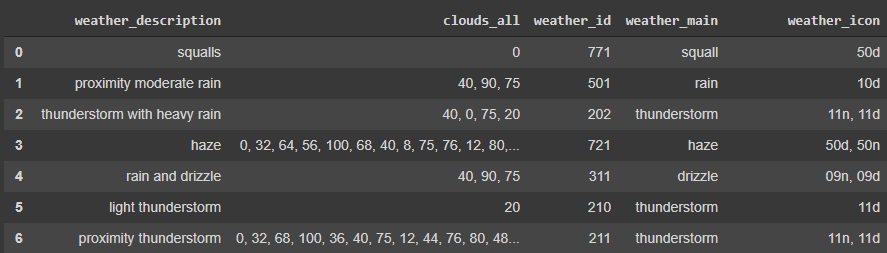 weather_description clouds_all weather_id weather_main weather_icon
0 squalls 0 771 squall 50d
1 proximity moderate rain 40, 90, 75 501 rain 10d
2 thunderstorm with heavy rain 40, 0, 75, 20 202 thunderstorm 11n, 11d
3 haze 0, 32, 64, 56, 100, 68, 40, 8, 75, 76, 12, 80,... 721 haze 50d, 50n
4 rain and drizzle 40, 90, 75 311 drizzle 09n, 09d
5 light thunderstorm 20 210 thunderstorm 11d
6 proximity thunderstorm 0, 32, 68, 100, 36, 40, 75, 12, 44, 76, 80, 48... 211 thunderstorm 11n, 11d